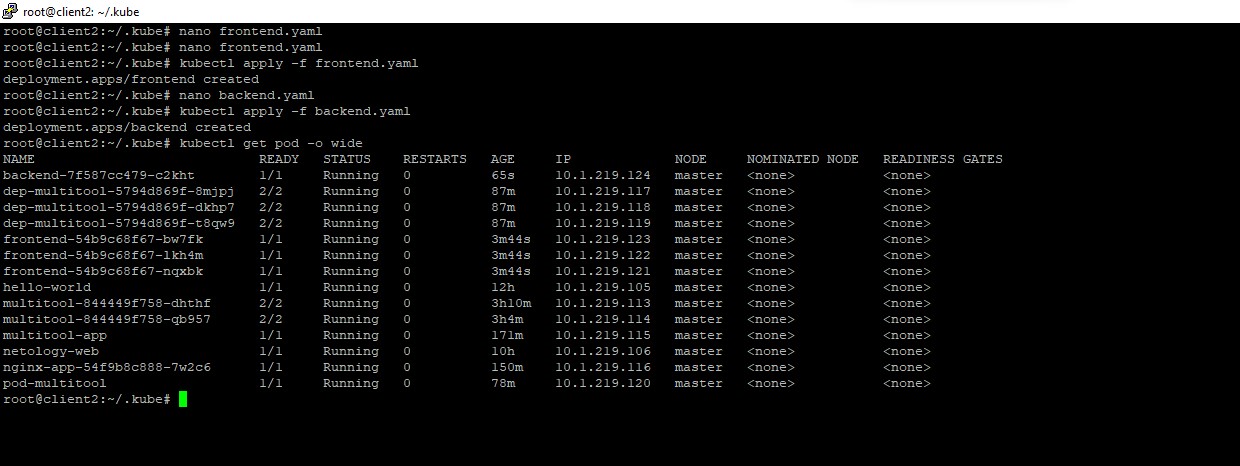 root@client2: ~/.kube
root@client2:~/.kube# nano frontend.yaml
root@client2:~/.kube# nano frontend.yaml
root@client2:~/.kube# kubectl apply -f frontend.yaml
deployment.apps/frontend created
root@client2:~/.kube# nano backend.yaml
root@client2:~/.kube# kubectl apply -f backend.yaml
deployment.apps/backend created
root@client2:~/.kube# kubectl get pod -o wide
NAME READY STATUS RESTARTS AGE IP NODE NOMINATED NODE READINESS GATES
backend-7f587cc479-c2kht 1/1 Running 0 65s 10.1.219.124 master <none> <none>
dep-multitool-5794d869f-8mjpj 2/2 Running 0 87m 10.1.219.117 master <none> <none>
dep-multitool-5794d869f-dkhp7 2/2 Running 0 87m 10.1.219.118 master <none> <none>
dep-multitool-5794d869f-t8qw9 2/2 Running 0 87m 10.1.219.119 master <none> <none>
frontend-54b9c68f67-bw7fk 1/1 Running 0 3m44s 10.1.219.123 master <none> <none>
frontend-54b9c68f67-lkh4m 1/1 Running 0 3m44s 10.1.219.122 master <none> <none>
frontend-54b9c68f67-nqxbk 1/1 Running 0 3m44s 10.1.219.121 master <none> <none>
hello-world 1/1 Running 0 12h 10.1.219.105 master <none> <none>
multitool-844449f758-dhthf 2/2 Running 0 3h10m 10.1.219.113 master <none> <none>
multitool-844449f758-qb957 2/2 Running 0 3h4m 10.1.219.114 master <none> <none>
multitool-app 1/1 Running 0 171m 10.1.219.115 master <none> <none>
netology-web 1/1 Running 0 10h 10.1.219.106 master <none> <none>
nginx-app-54f9b8c888-7w2c6 1/1 Running 0 150m 10.1.219.116 master <none> <none>
pod-multitool 1/1 Running 0 78m 10.1.219.120 master <none> <none>
root@client2:~/.kube#